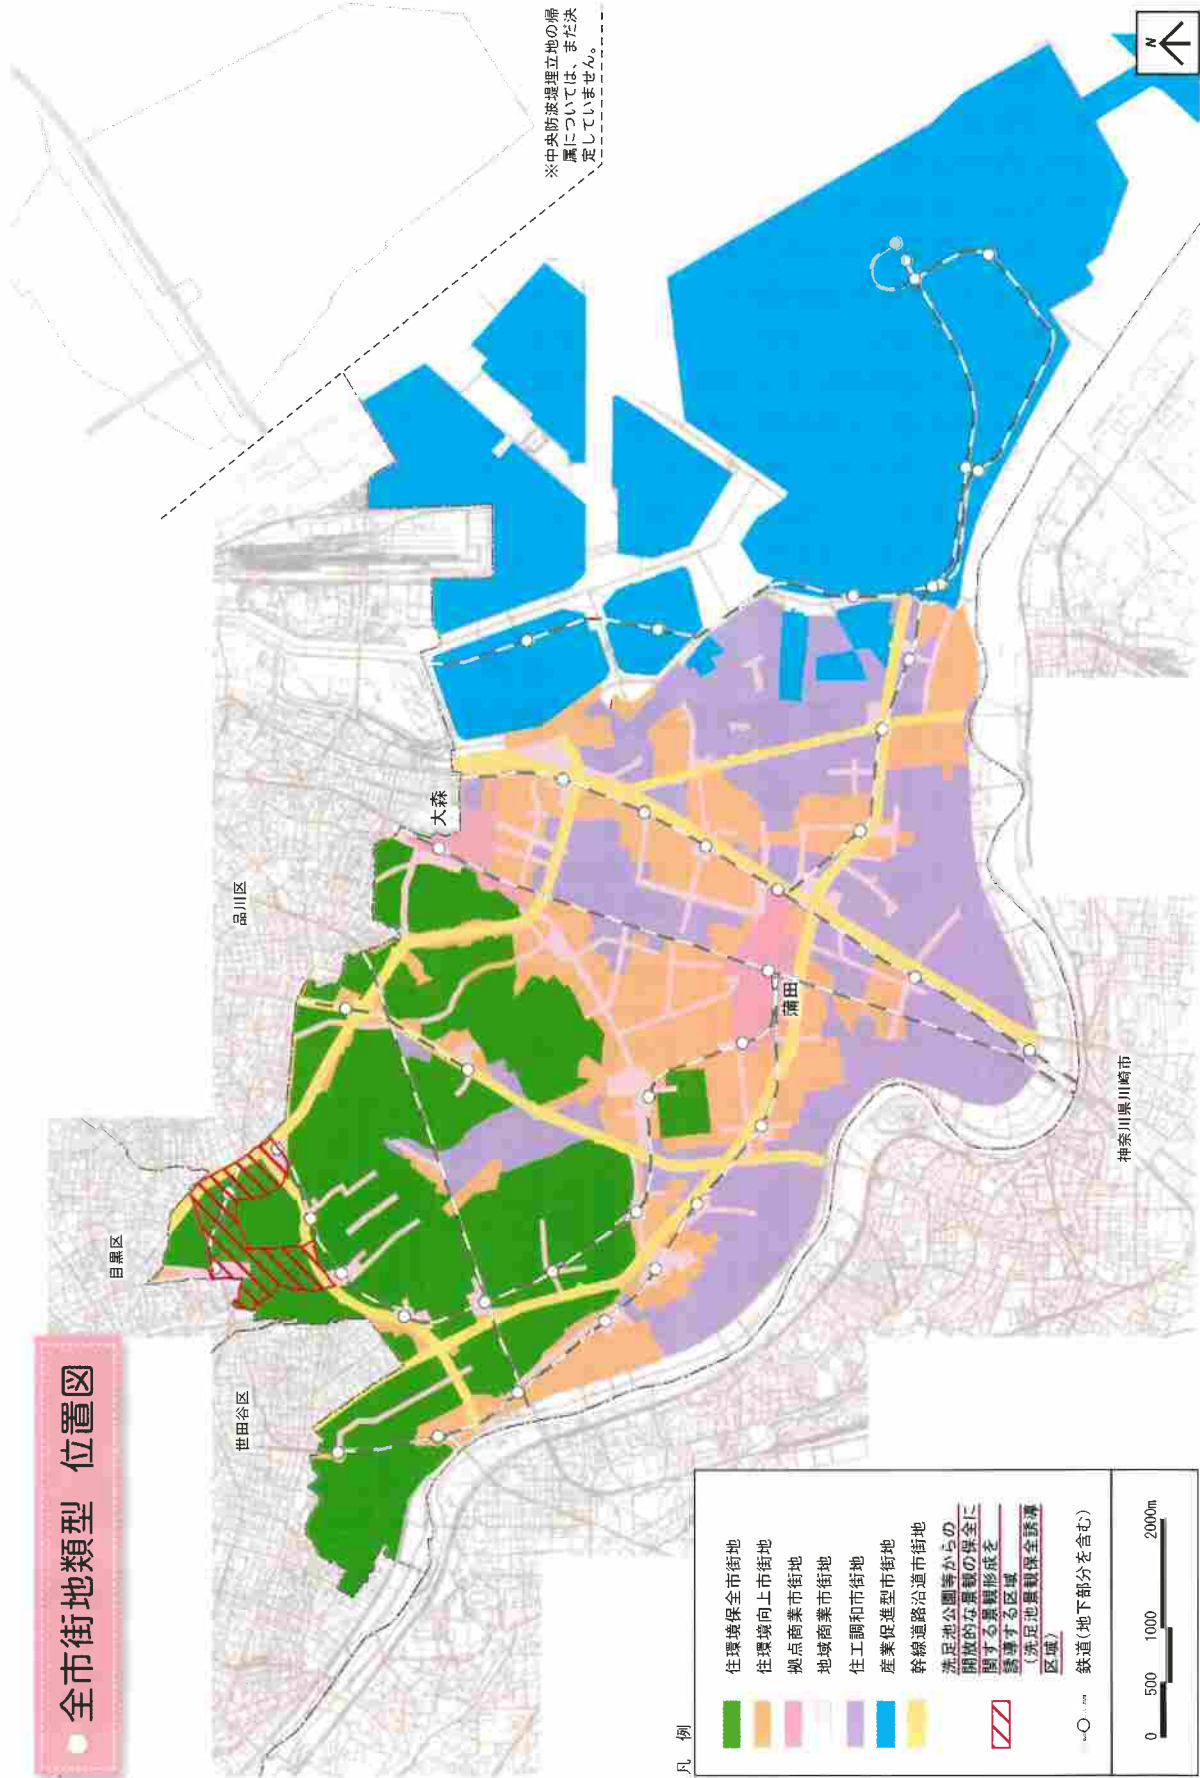 全市街地類型 位置図
※中央防波堤埋立地の帰
属については、まだ決
定していません。
N
目黒区
品川区
世田谷区
大森
蒲田
神奈川県川崎市
凡 例
住環境保全市街地
住環境向上市街地
拠点商業市街地
地域商業市街地
住工調和市街地
産業促進型市街地
幹線道路沿道市街地
洗足池公園等からの
開放的な景観の保全に
関する景観形成を
誘導する区域
（洗足池景観保全誘導
区域）
鉄道(地下部分を含む)
0 500 1000 2000m